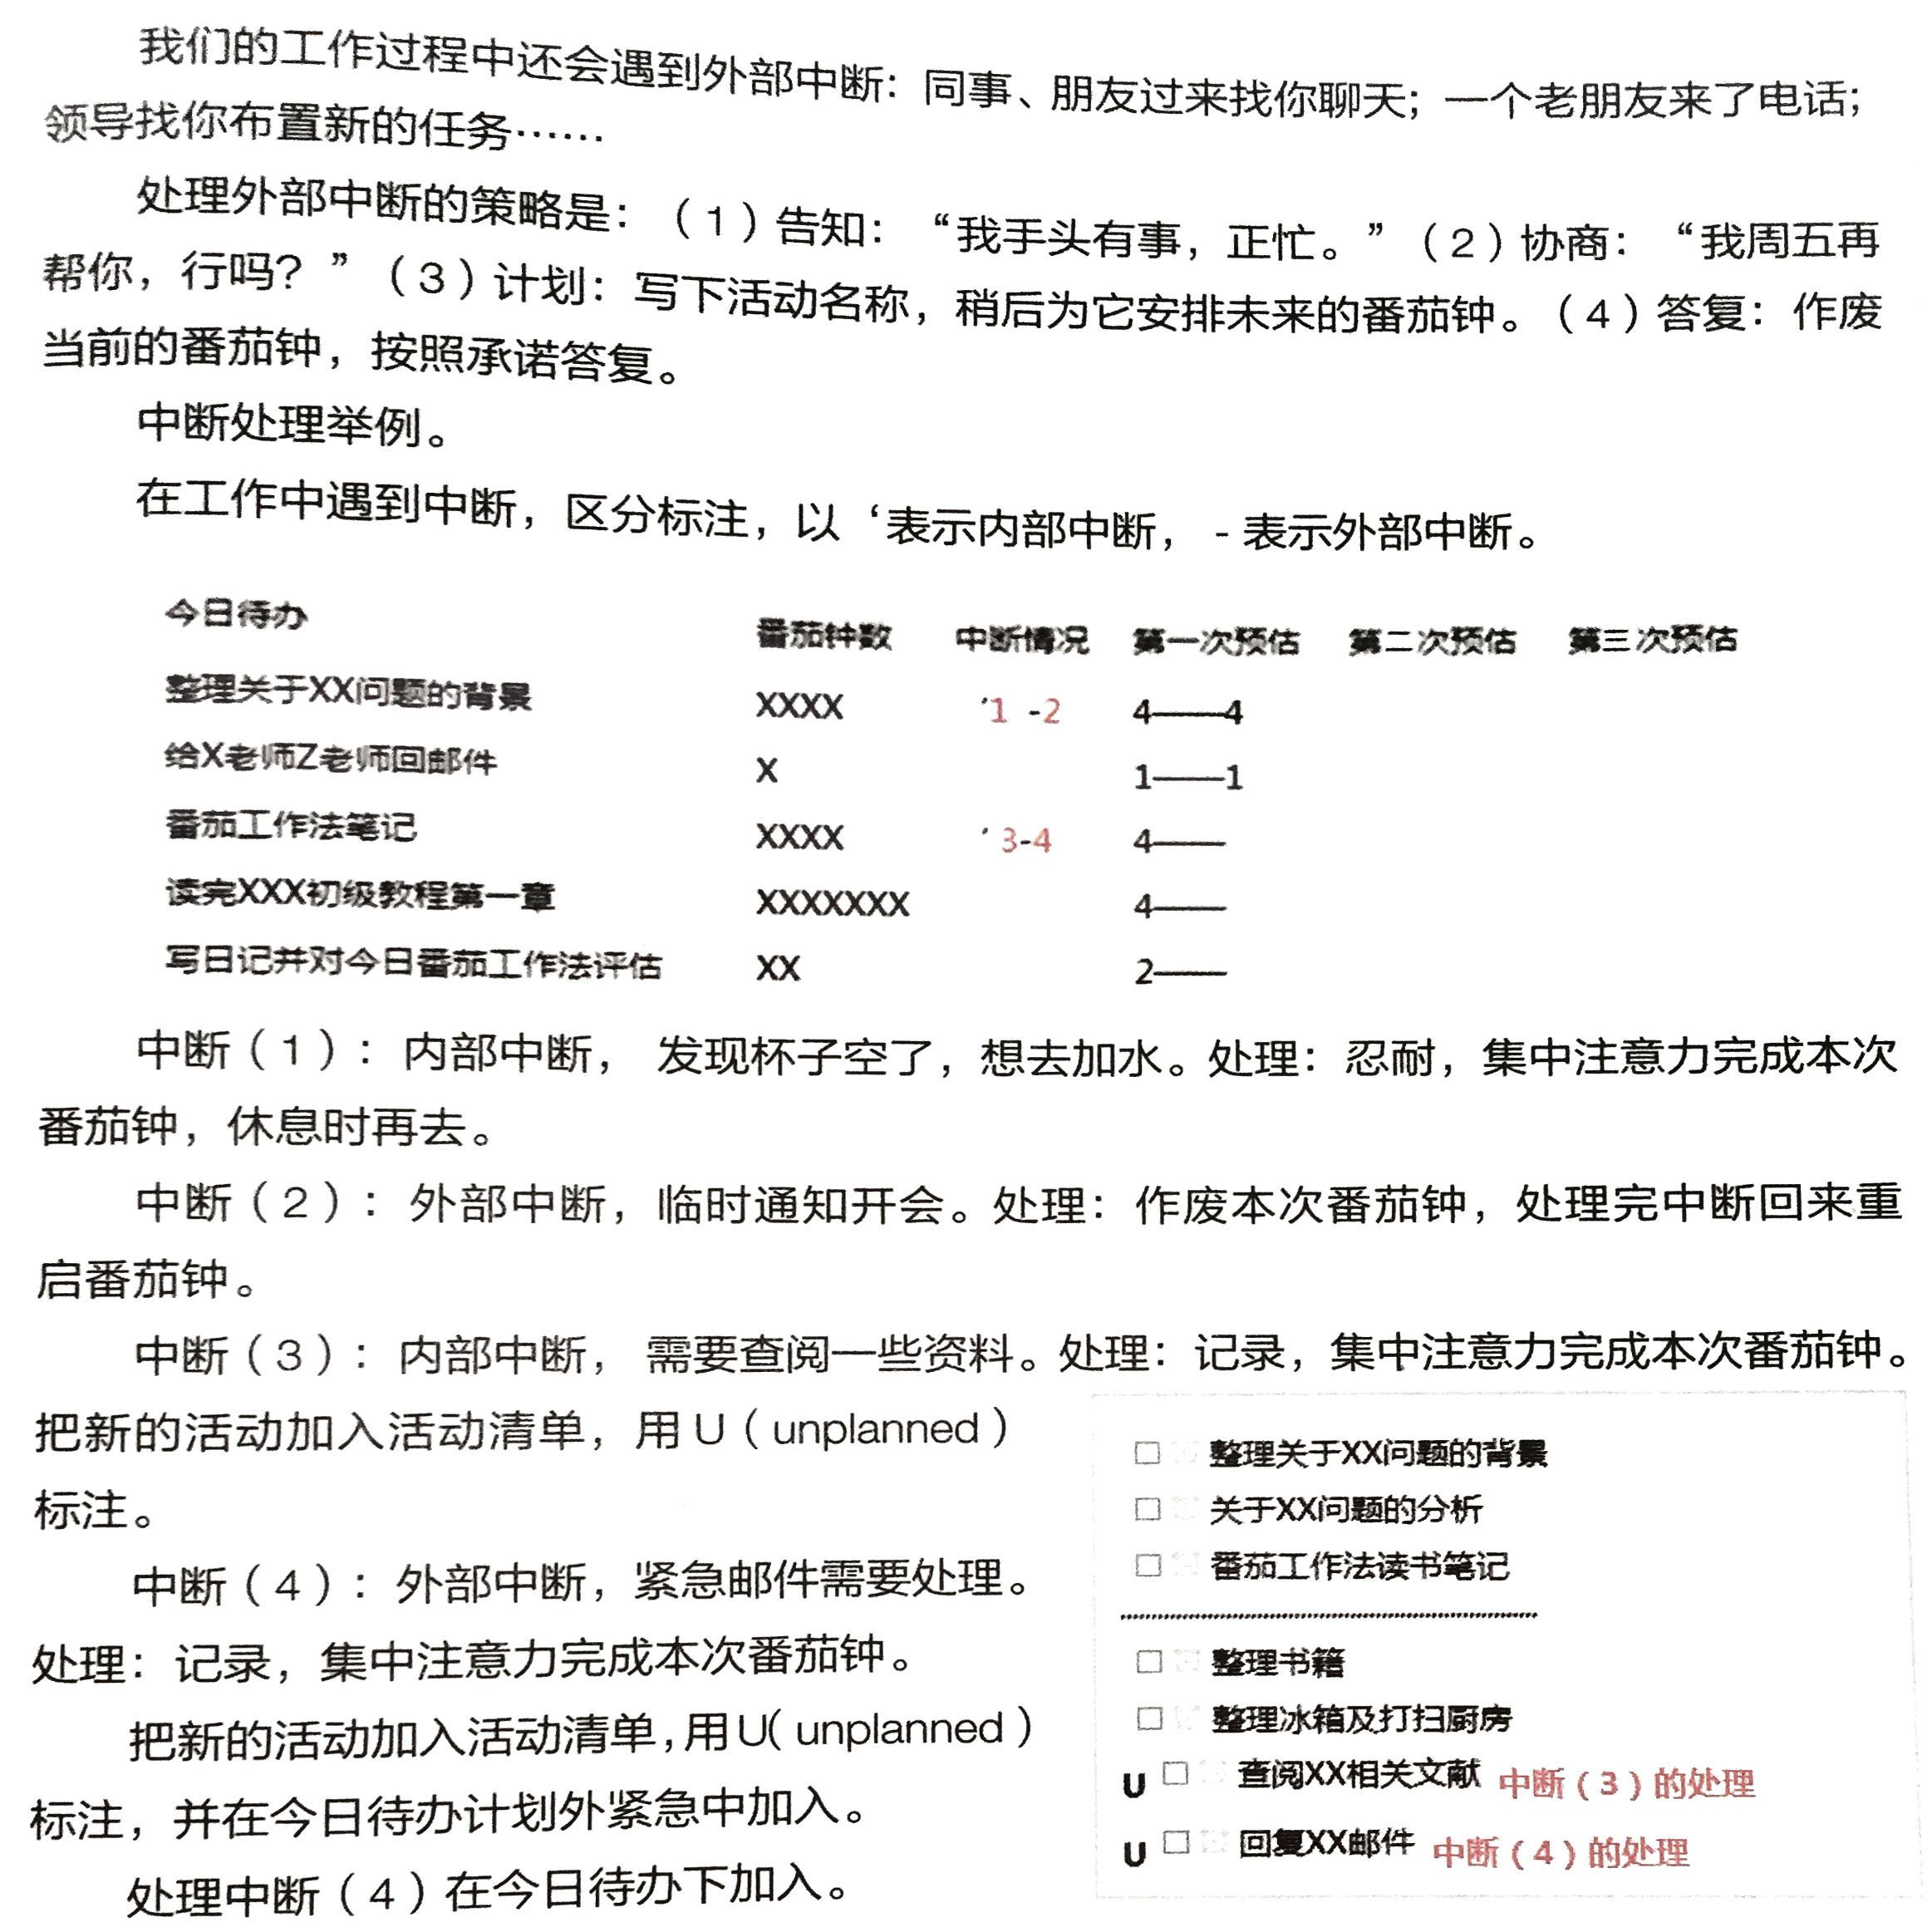 我们的工作过程中还会遇到外部中断：同事、朋友过来找你聊天；一个老朋友来了电话；
领导找你布置新的任务……
处理外部中断的策略是：（1）告知：“我手头有事，正忙。”（2）协商：“我周五再
帮你，行吗？”（3）计划：写下活动名称，稍后为它安排未来的番茄钟。（4）答复：作废
当前的番茄钟，按照承诺答复。
中断处理举例。
在工作中遇到中断，区分标注，以‘表示内部中断，-表示外部中断。
今日待办 番茄钟数 中断情况 第一次预估 第二次预估 第三次预估
整理关于XX问题的背景 XXXX ’1 -2 4——4
给X老师Z老师回邮件 X 1——1
番茄工作法笔记 XXXX ’3-4 4——
读完XXX初级教程第一章 XXXXXXX 4——
写日记并对今日番茄工作法评估 XX 2——
中断（1）：内部中断， 发现杯子空了，想去加水。处理：忍耐，集中注意力完成本次
番茄钟，休息时再去。
中断（2）：外部中断，临时通知开会。处理：作废本次番茄钟，处理完中断回来重
启番茄钟。
中断（3）：内部中断， 需要查阅一些资料。处理：记录，集中注意力完成本次番茄钟。
把新的活动加入活动清单，用U（unplanned）
标注。
中断（4）：外部中断，紧急邮件需要处理。
处理：记录，集中注意力完成本次番茄钟。
把新的活动加入活动清单，用U（unplanned）
标注，并在今日待办计划外紧急中加入。
处理中断（4）在今日待办下加入。
□ 整理关于XX问题的背景
□ 关于XX问题的分析
□ 番茄工作法读书笔记
□ 整理书籍
□ 整理冰箱及打扫厨房
U □ 查阅XX相关文献 中断（3）的处理
U □ 回复XX邮件 中断（4）的处理